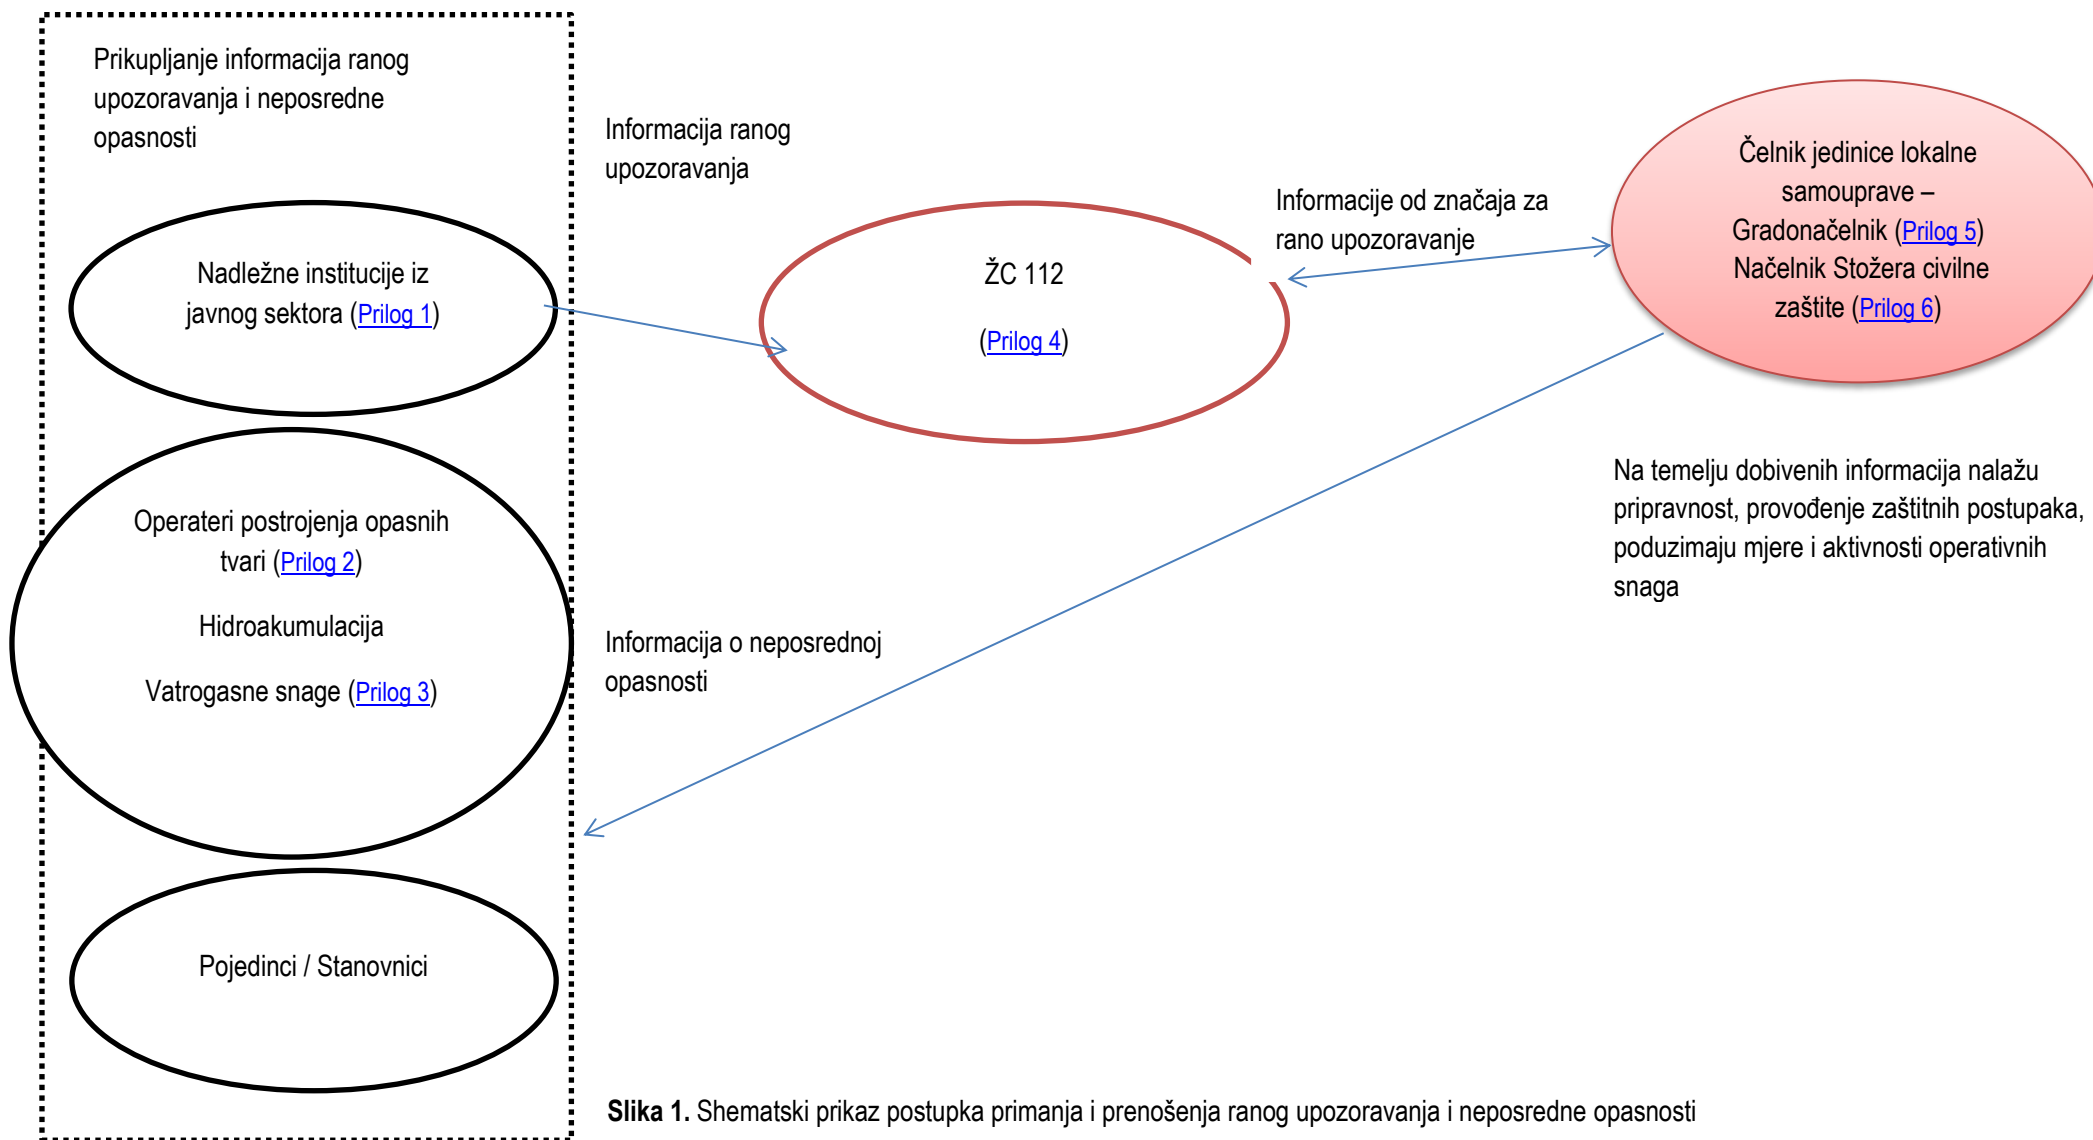 Prikupljanje informacija ranog
upozoravanja i neposredne
opasnosti
Nadležne institucije iz
javnog sektora (Prilog 1)
Operateri postrojenja opasnih
tvari (Prilog 2)
Hidroakumulacija
Vatrogasne snage (Prilog 3)
Pojedinci / Stanovnici
Informacija ranog
upozoravanja
ŽC 112
(Prilog 4)
Informacije od značaja za
rano upozoravanje
Čelnik jedinice lokalne
samouprave –
Gradonačelnik (Prilog 5)
Načelnik Stožera civilne
zaštite (Prilog 6)
Na temelju dobivenih informacija nalažu
pripravnost, provođenje zaštitnih postupaka,
poduzimaju mjere i aktivnosti operativnih
snaga
Informacija o neposrednoj
opasnosti
Slika 1. Shematski prikaz postupka primanja i prenošenja ranog upozoravanja i neposredne opasnosti